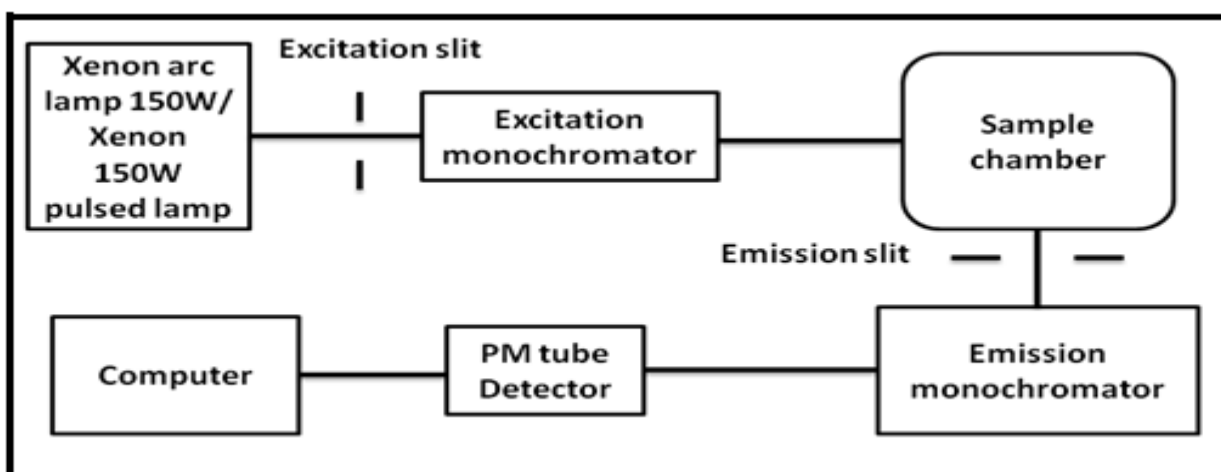 Xenon arc
lamp 150W/
Xenon
150W
pulsed lamp
Excitation slit
Excitation
monochromator
Sample
chamber
Emission slit
Emission
monochromator
PM tube
Detector
Computer